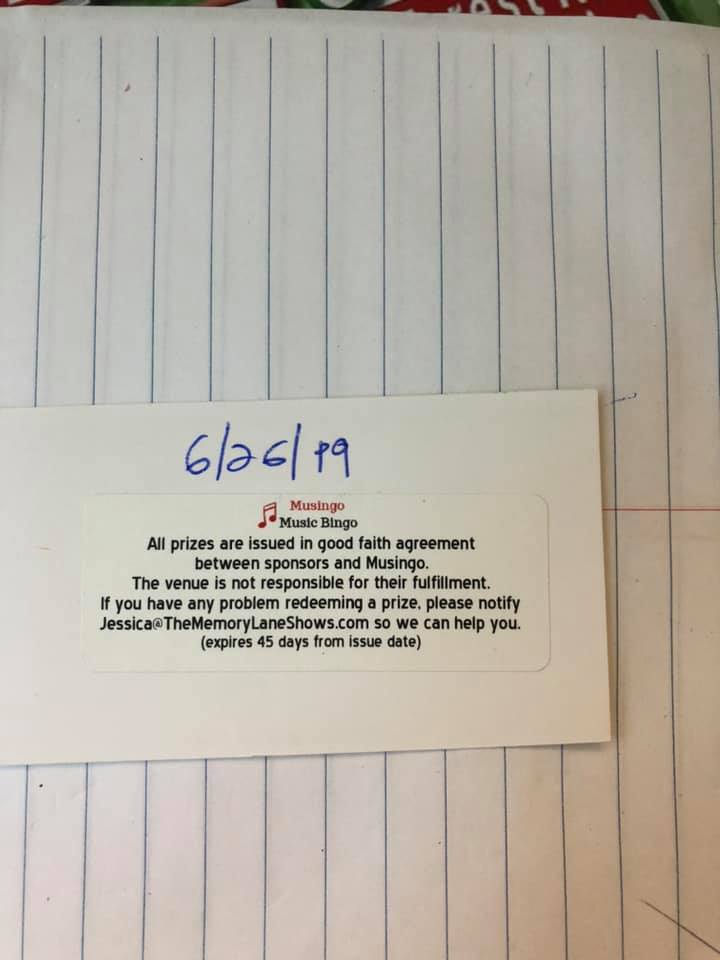 6/26/19
Musingo
Music Bingo
All prizes are issued in good faith agreement
between sponsors and Musingo.
The venue is not responsible for their fulfillment.
If you have any problem redeeming a prize, please notify
Jessica@TheMemoryLaneShows.com so we can help you.
(expires 45 days from issue date)